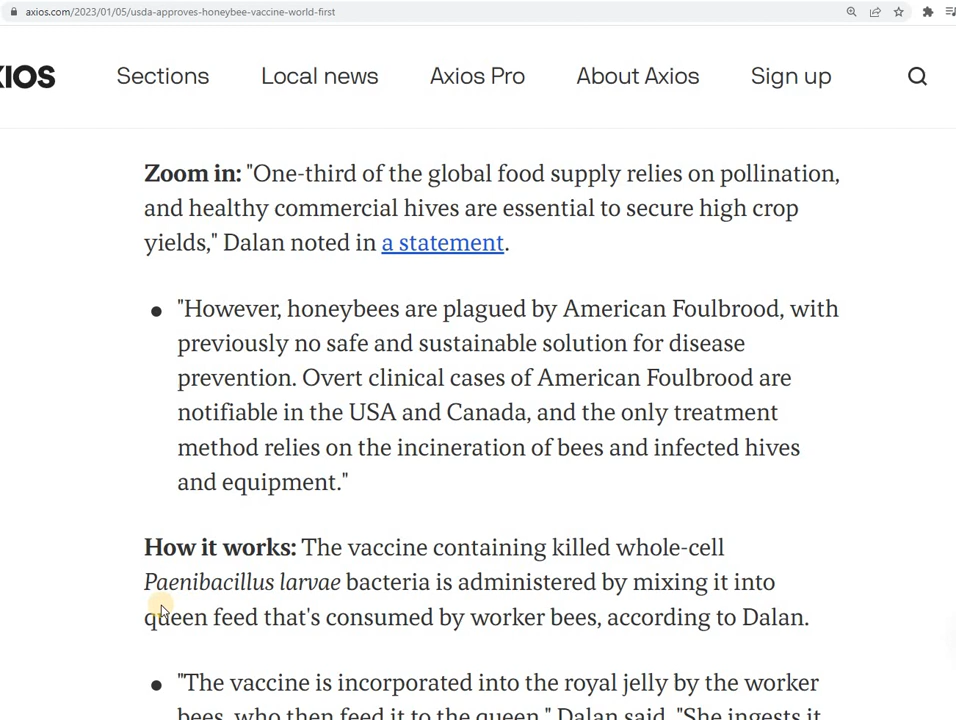 axios.com/2023/01/05/usda-approves-honeybee-vaccine-world-first
XIOS Sections Local news Axios Pro About Axios Sign up
Zoom in: "One-third of the global food supply relies on pollination,
and healthy commercial hives are essential to secure high crop
yields," Dalan noted in a statement.
● "However, honeybees are plagued by American Foulbrood, with
previously no safe and sustainable solution for disease
prevention. Overt clinical cases of American Foulbrood are
notifiable in the USA and Canada, and the only treatment
method relies on the incineration of bees and infected hives
and equipment."
How it works: The vaccine containing killed whole-cell
Paenibacillus larvae bacteria is administered by mixing it into
queen feed that's consumed by worker bees, according to Dalan.
● "The vaccine is incorporated into the royal jelly by the worker
bees, who then feed it to the queen," Dalan said. "She ingests it,